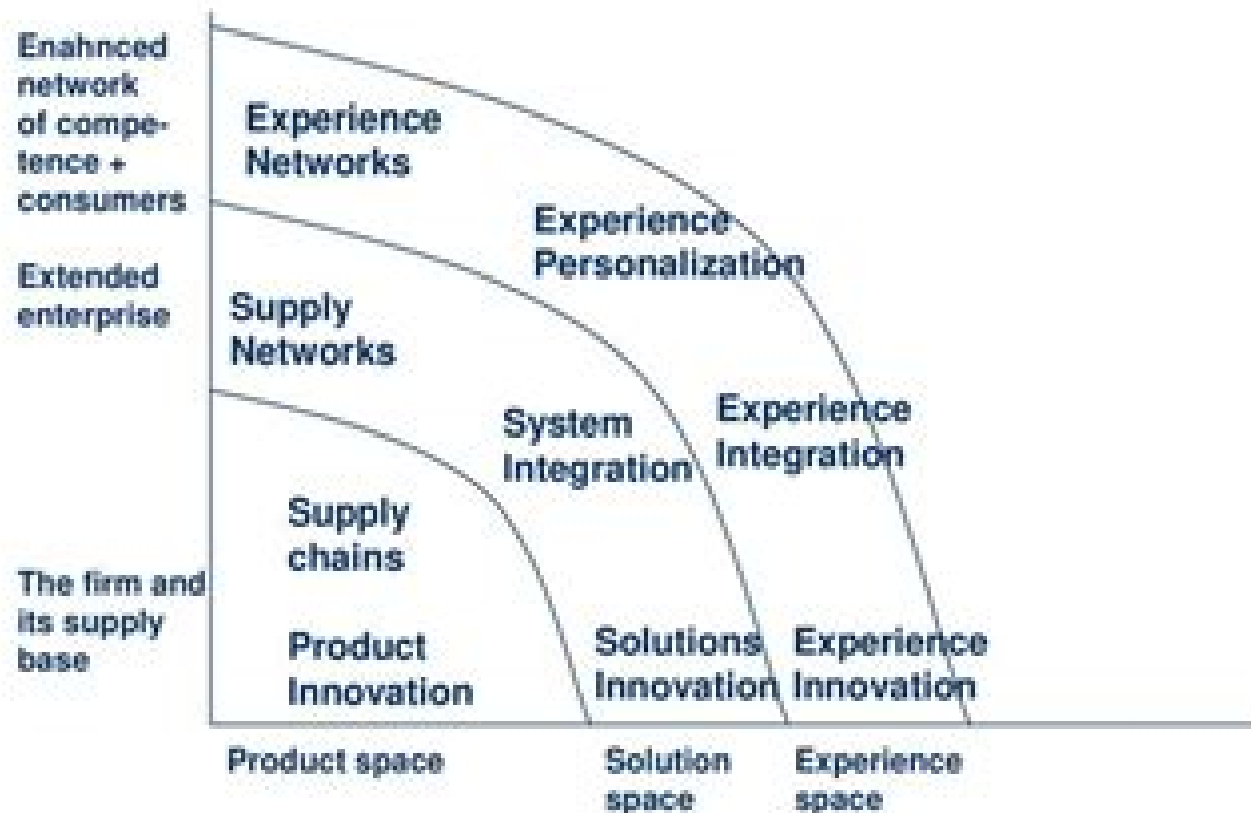 Enahnced
network
of compe-
tence +
consumers
Extended
enterprise
The firm and
its supply
base
Experience
Networks
Experience
Personalization
Supply
Networks
System
Integration
Experience
Integration
Supply
chains
Product
Innovation
Solutions
Innovation
Experience
Innovation
Product space
Solution
space
Experience
space